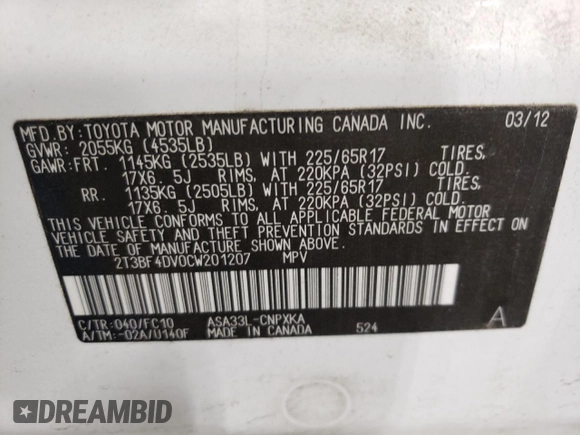 MFD. BY: TOYOTA MOTOR MANUFACTURING CANADA INC. 03/12
GVWR: 2055KG (4535LB)
GAWR: FRT. 1145KG (2535LB) WITH 225/65R17 TIRES,
17X6. 5J RIMS, AT 220KPA (32PSI) COLD.
RR. 1135KG (2505LB) WITH 225/65R17 TIRES,
17X6. 5J RIMS, AT 220KPA (32PSI) COLD.
THIS VEHICLE CONFORMS TO ALL APPLICABLE FEDERAL MOTOR
VEHICLE SAFETY AND THEFT PREVENTION STANDARDS IN EFFECT ON
THE DATE OF MANUFACTURE SHOWN ABOVE.
2T3BF4DV0CW201207 MPV
C/TR: 040/FC10 ASA33L-CNPXKA
A/TM: -02A/U140F MADE IN CANADA 524 A
DREAMBID